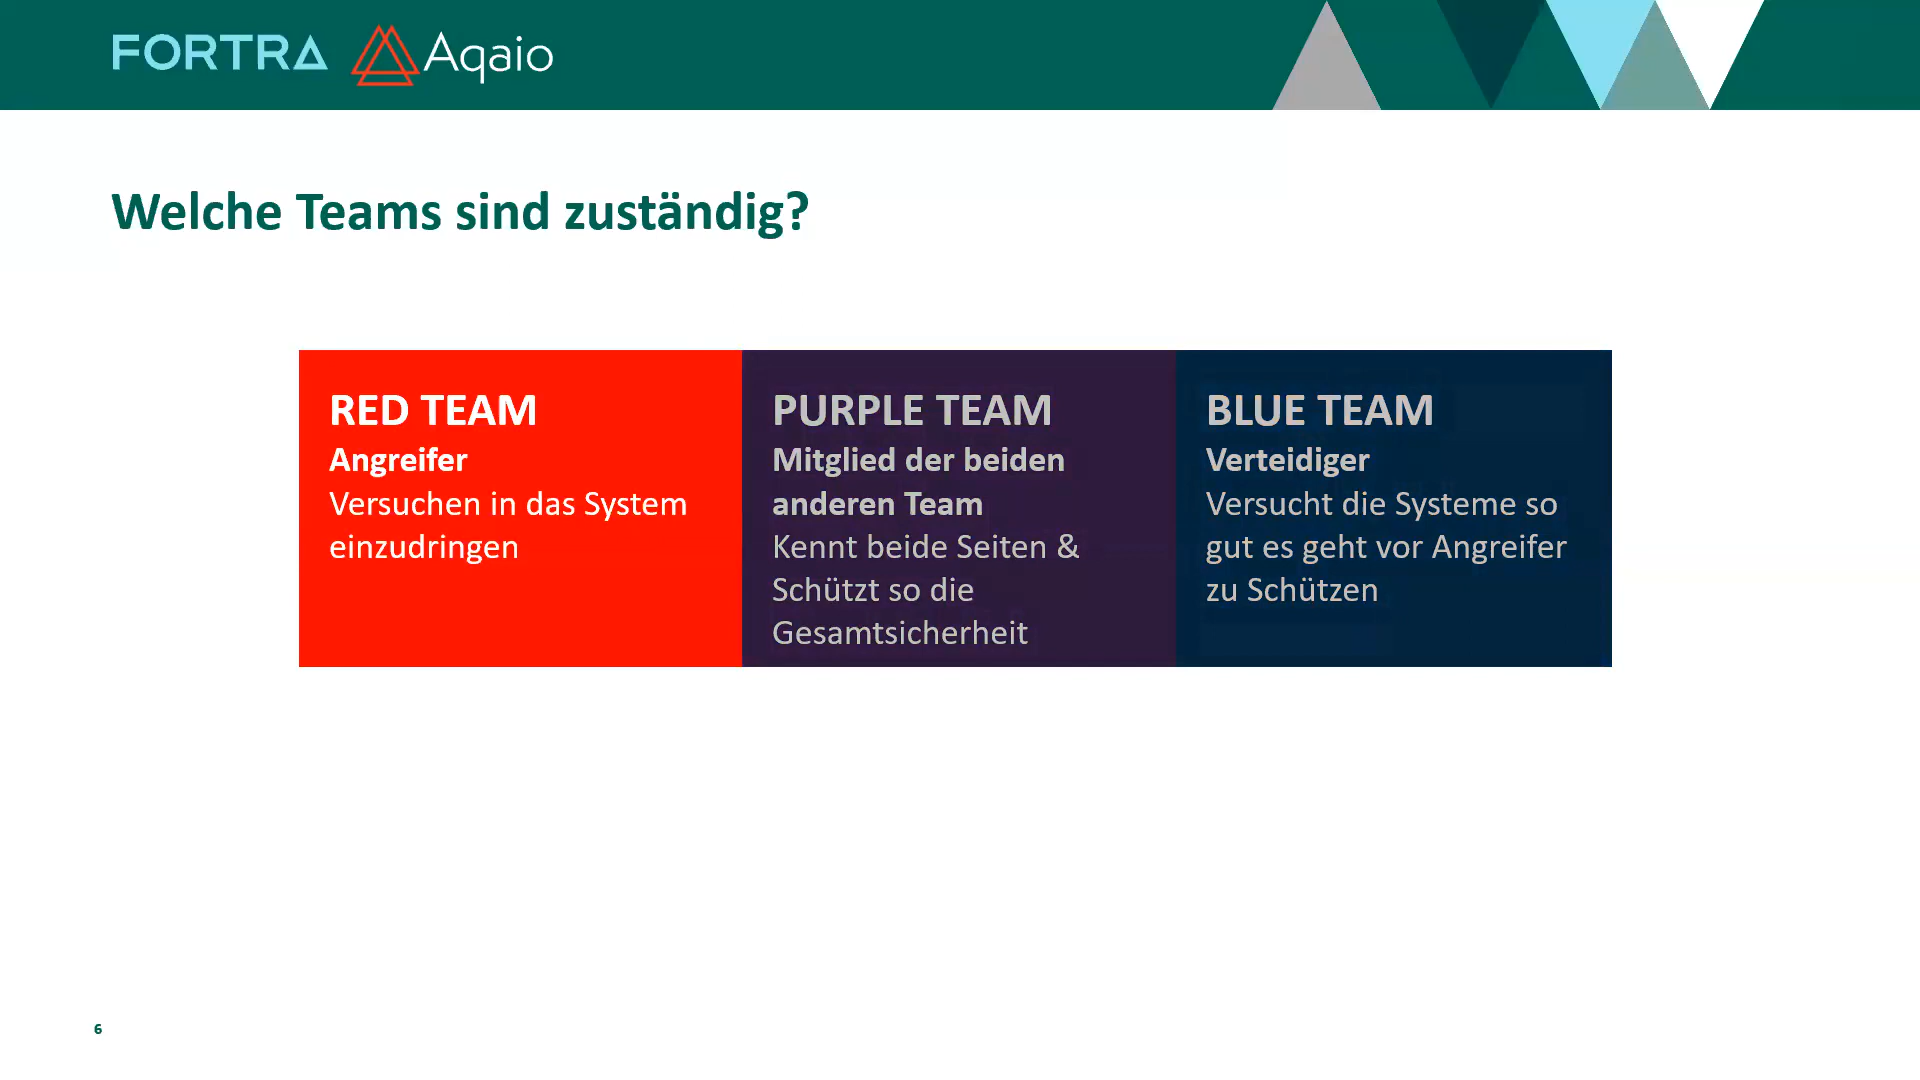 FORTRA Aqaio
Welche Teams sind zuständig?
RED TEAM
Angreifer
Versuchen in das System
einzudringen
PURPLE TEAM
Mitglied der beiden
anderen Team
Kennt beide Seiten &
Schützt so die
Gesamtsicherheit
BLUE TEAM
Verteidiger
Versucht die Systeme so
gut es geht vor Angreifer
zu Schützen
6